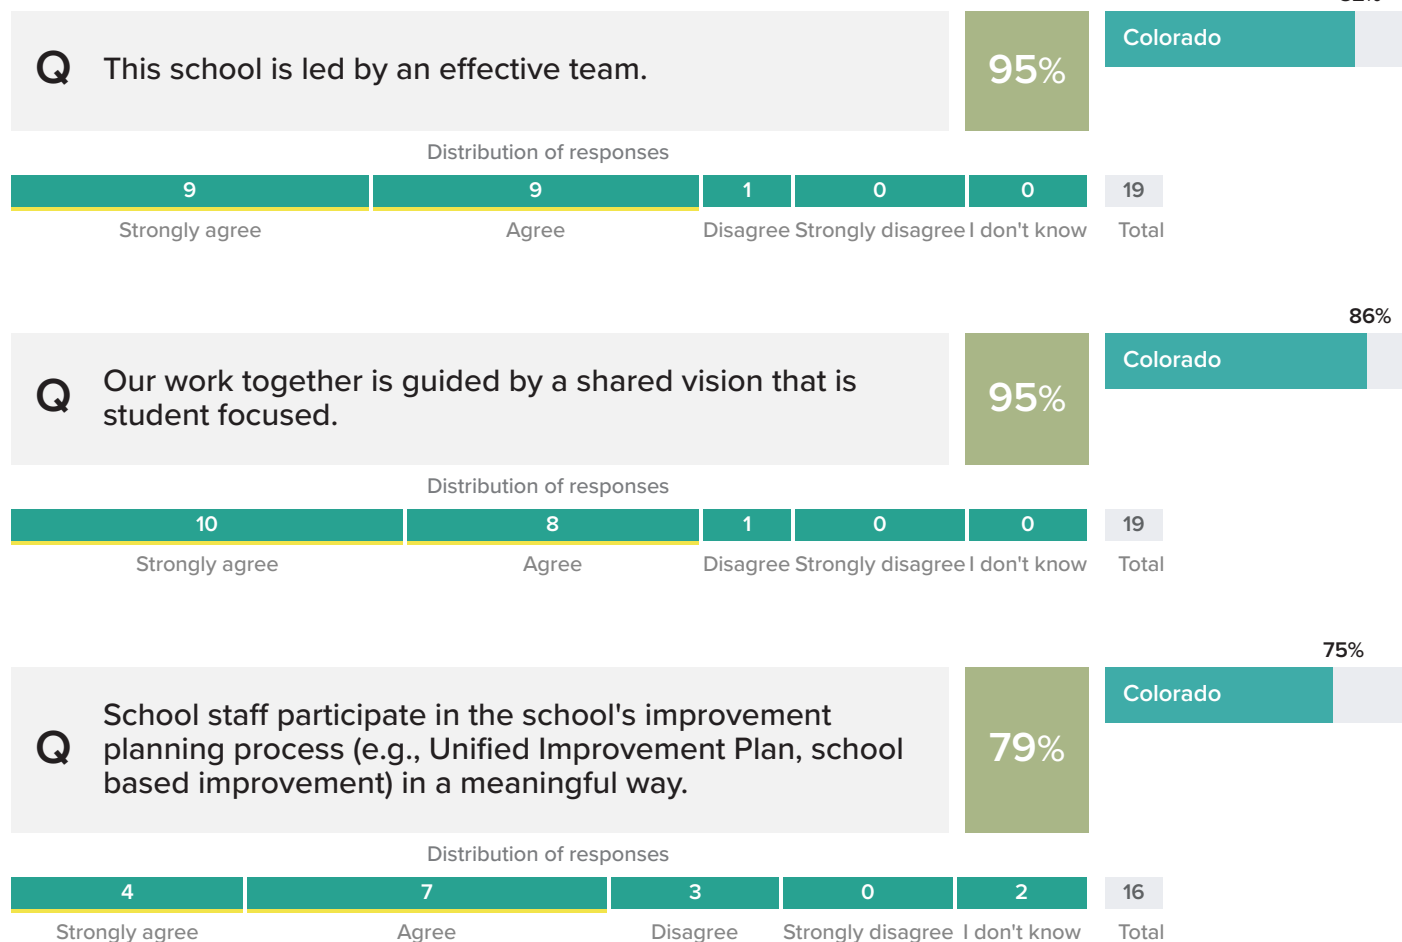 Q This school is led by an effective team.
95%
Colorado
Distribution of responses
9 9 1 0 0 19
Strongly agree Agree Disagree Strongly disagree I don't know Total
86%
Q Our work together is guided by a shared vision that is
student focused.
95%
Colorado
Distribution of responses
10 8 1 0 0 19
Strongly agree Agree Disagree Strongly disagree I don't know Total
75%
Q School staff participate in the school's improvement
planning process (e.g., Unified Improvement Plan, school
based improvement) in a meaningful way.
79%
Colorado
Distribution of responses
4 7 3 0 2 16
Strongly agree Agree Disagree Strongly disagree I don't know Total